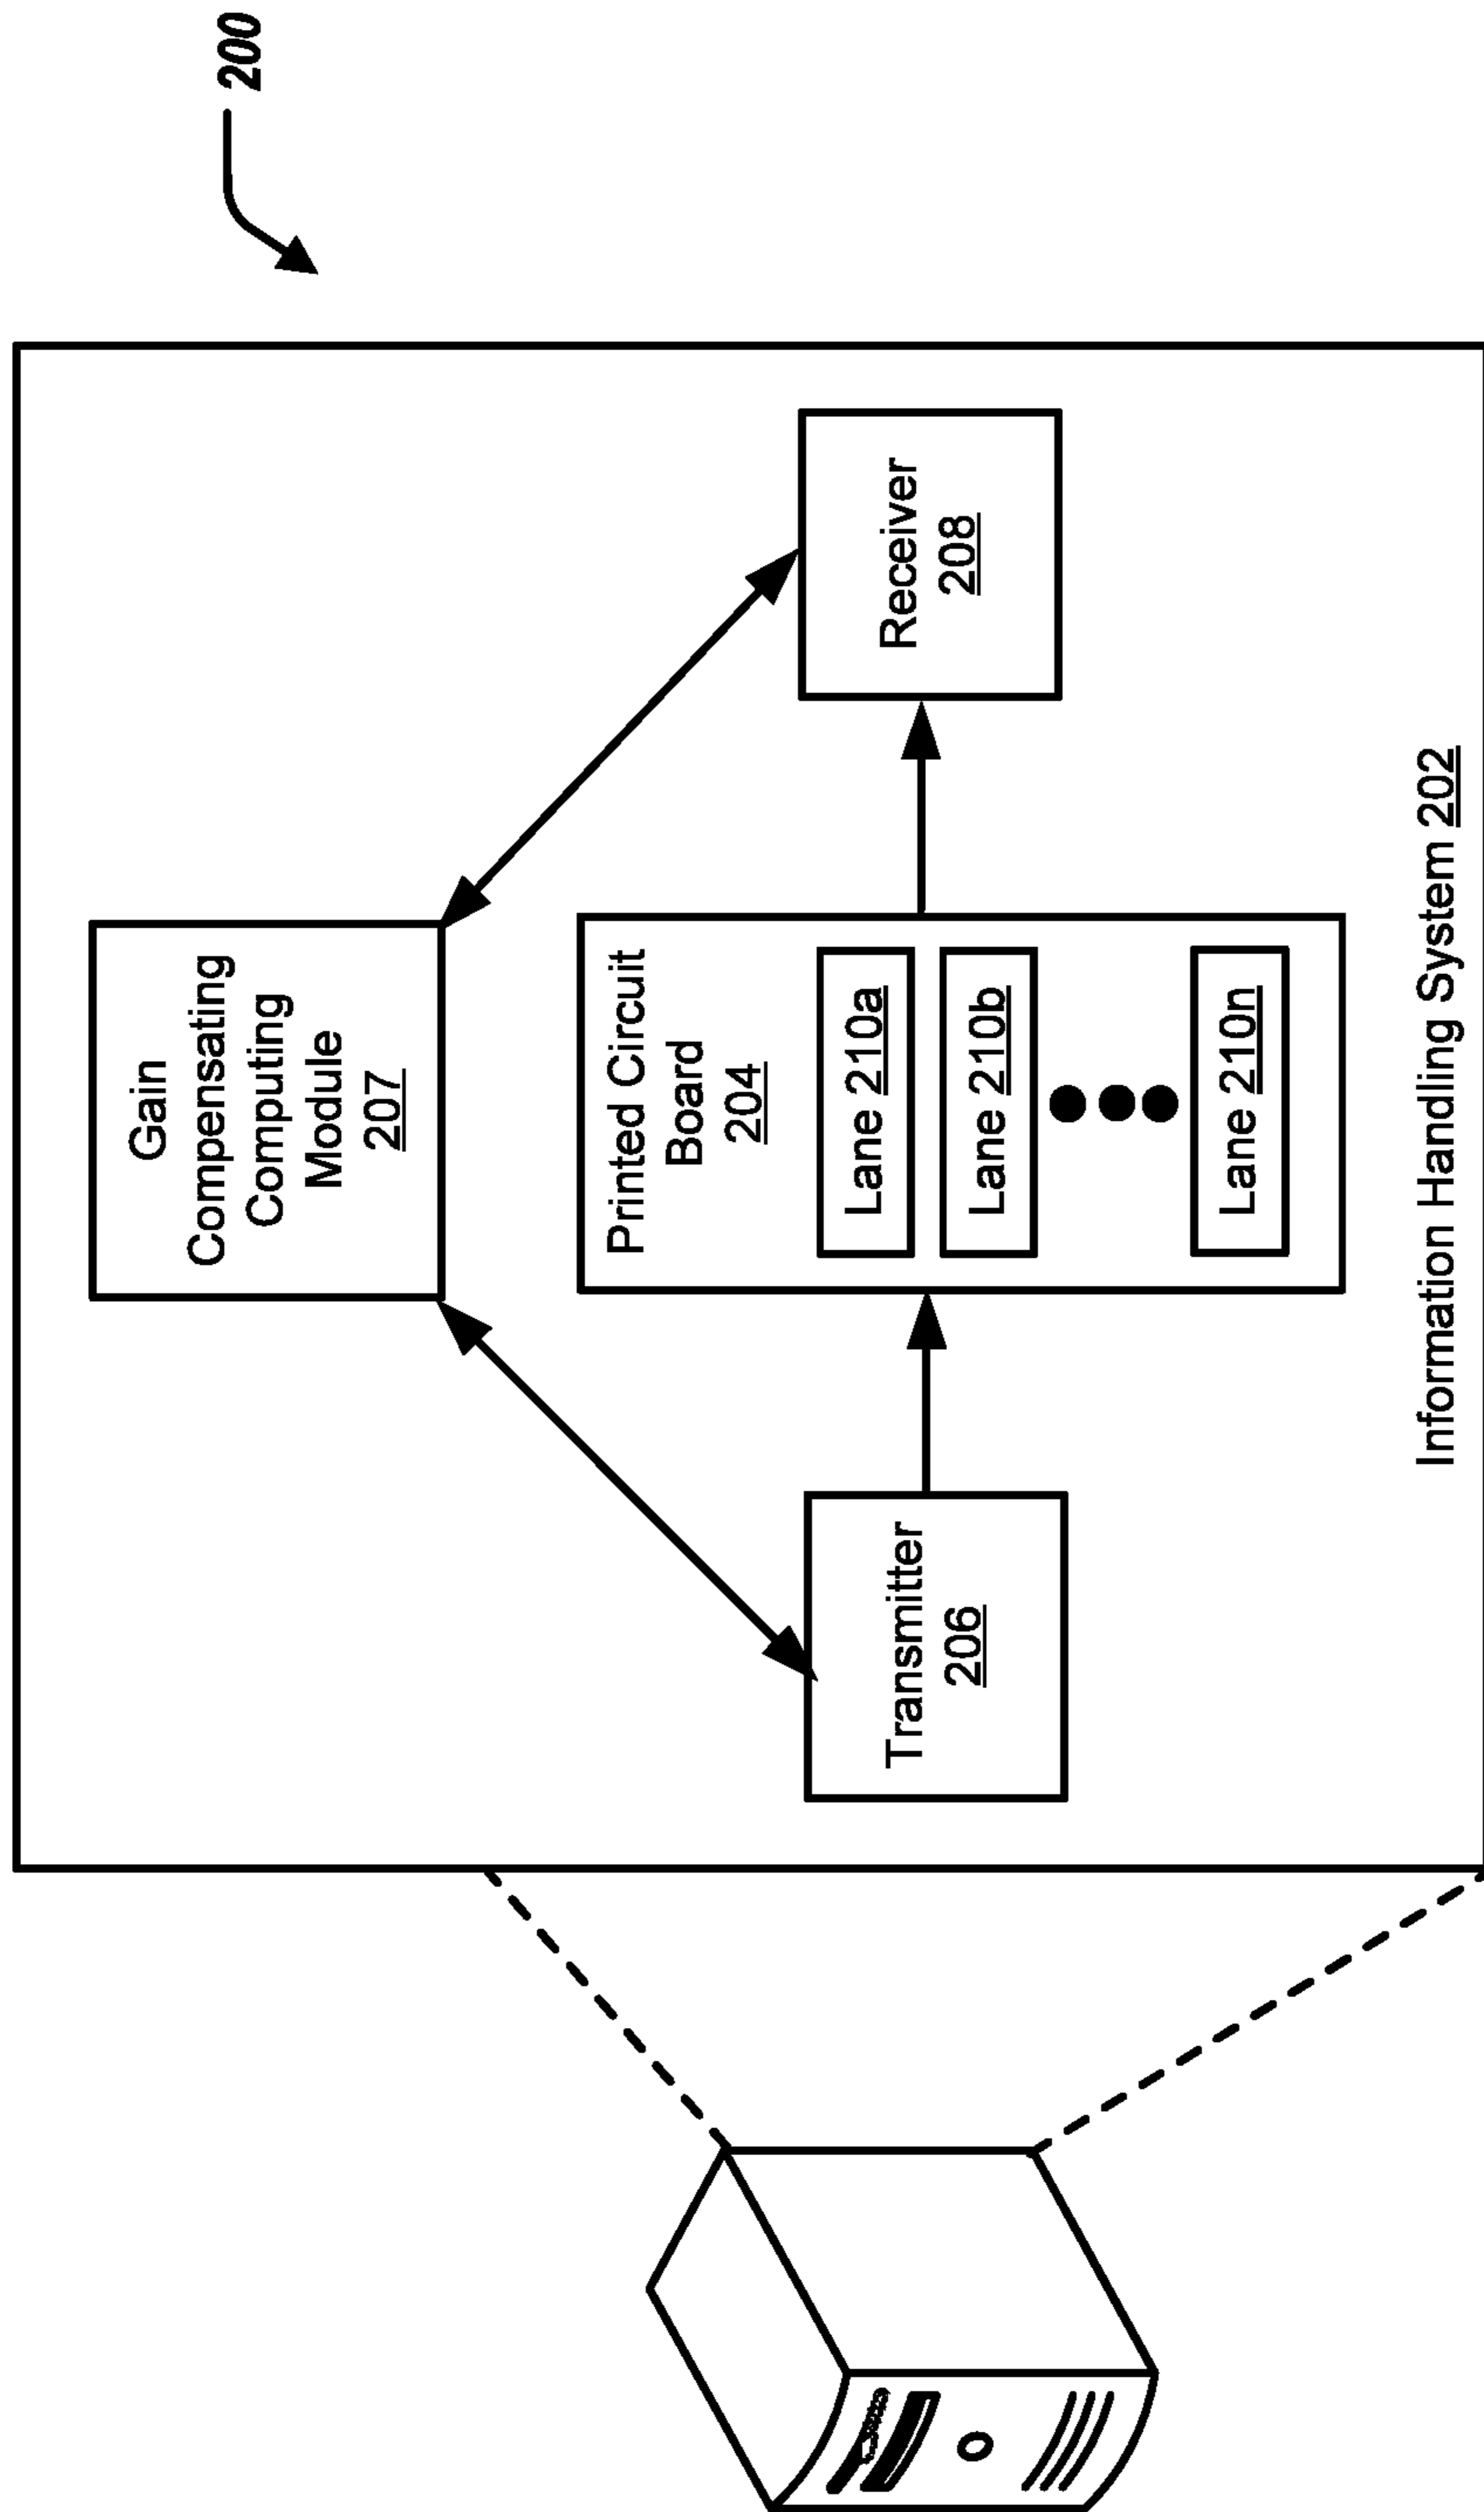 200
Gain
Compensating
Computing
Module
207
Printed Circuit
Board
204
Lane 210a
Lane 210b
Lane 210n
Transmitter
206
Receiver
208
Information Handling System 202